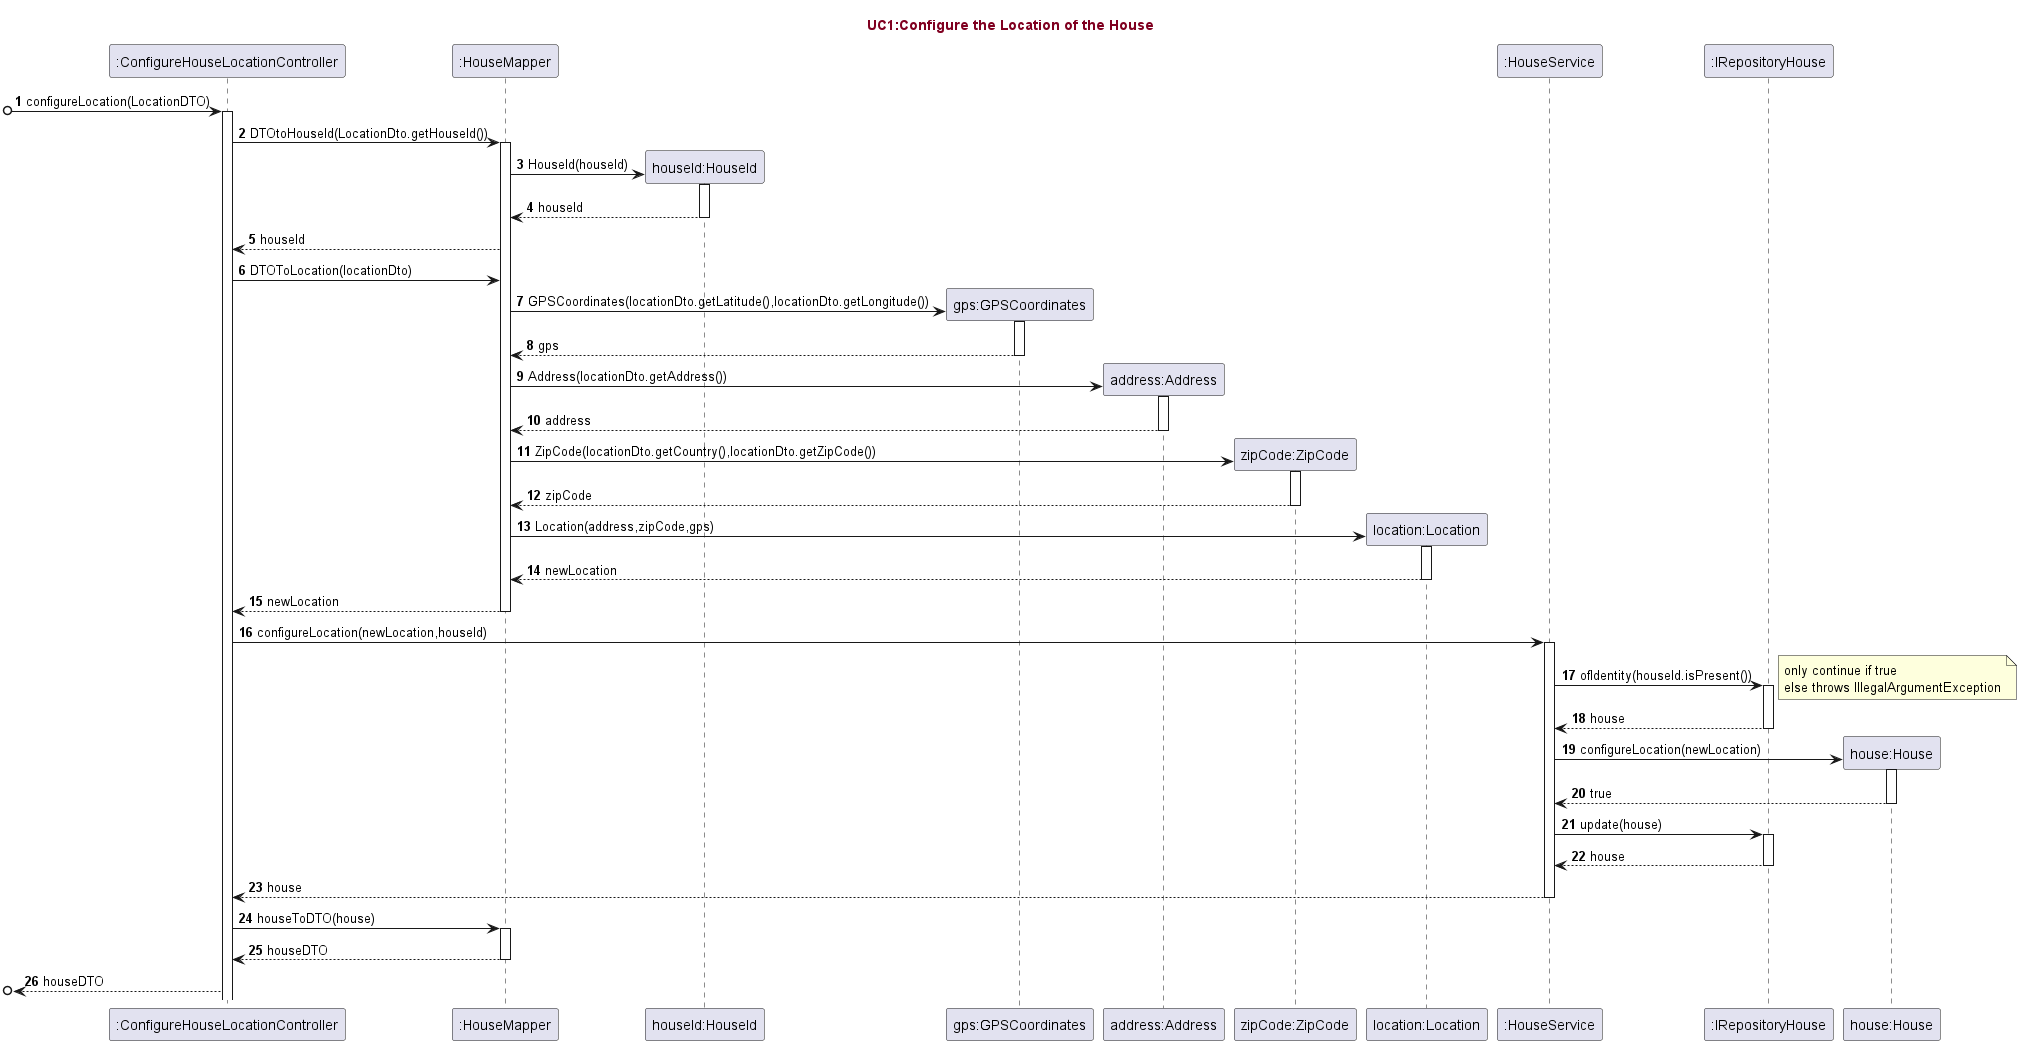 UC1:Configure the Location of the House
:ConfigureHouseLocationController
:HouseMapper
:HouseService
:IRepositoryHouse
1 configureLocation(LocationDTO)
2 DTOtoHouseId(LocationDto.getHouseId())
3 HouseId(houseId)
houseId:HouseId
4 houseId
5 houseId
6 DTOToLocation(locationDto)
7 GPSCoordinates(locationDto.getLatitude(),locationDto.getLongitude())
gps:GPSCoordinates
8 gps
9 Address(locationDto.getAddress())
address:Address
10 address
11 ZipCode(locationDto.getCountry(),locationDto.getZipCode())
zipCode:ZipCode
12 zipCode
13 Location(address,zipCode,gps)
location:Location
14 newLocation
15 newLocation
16 configureLocation(newLocation,houseId)
17 ofIdentity(houseId.isPresent())
only continue if true
else throws IllegalArgumentException
18 house
19 configureLocation(newLocation)
house:House
20 true
21 update(house)
22 house
23 house
24 houseToDTO(house)
25 houseDTO
26 houseDTO
:ConfigureHouseLocationController
:HouseMapper
houseId:HouseId
gps:GPSCoordinates
address:Address
zipCode:ZipCode
location:Location
:HouseService
:IRepositoryHouse
house:House